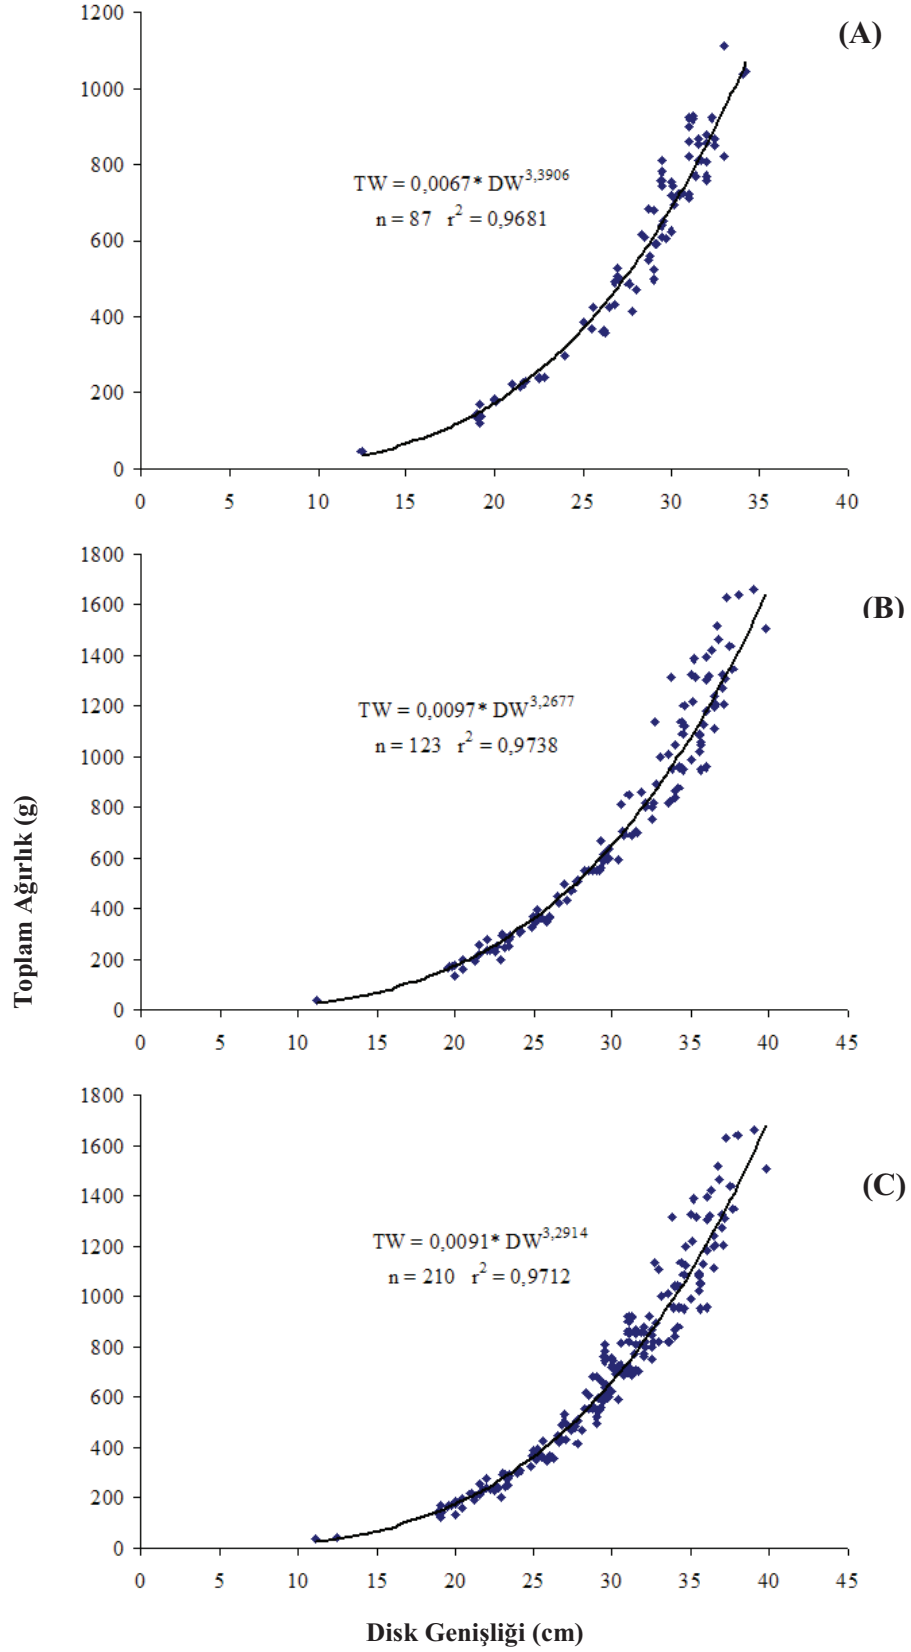 (A)
1200
1000
800
600
400
200
0
TW = 0,0067* DW^3,3906
n = 87 r^2 = 0,9681
0 5 10 15 20 25 30 35 40
(B)
1800
1600
1400
1200
1000
800
600
400
200
0
TW = 0,0097* DW^3,2677
n = 123 r^2 = 0,9738
0 5 10 15 20 25 30 35 40 45
Toplam Ağırlık (g)
(C)
1800
1600
1400
1200
1000
800
600
400
200
0
TW = 0,0091* DW^3,2914
n = 210 r^2 = 0,9712
0 5 10 15 20 25 30 35 40 45
Disk Genişliği (cm)